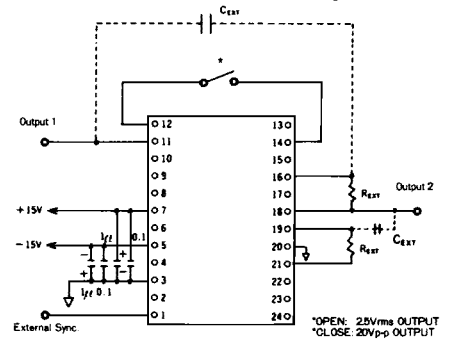 CEXT
*
12 13
Output 1
11 14
10 15
9 16
8 17
REXT
Output 2
+15V
7 18
6 19
CEXT
-15V
1μ 0.1
5 20
REXT
4 21
- +
+ -
3 22
1μ 0.1
2 23
External Sync.
1 24
*OPEN: 2.5Vrms OUTPUT
*CLOSE: 20Vp-p OUTPUT